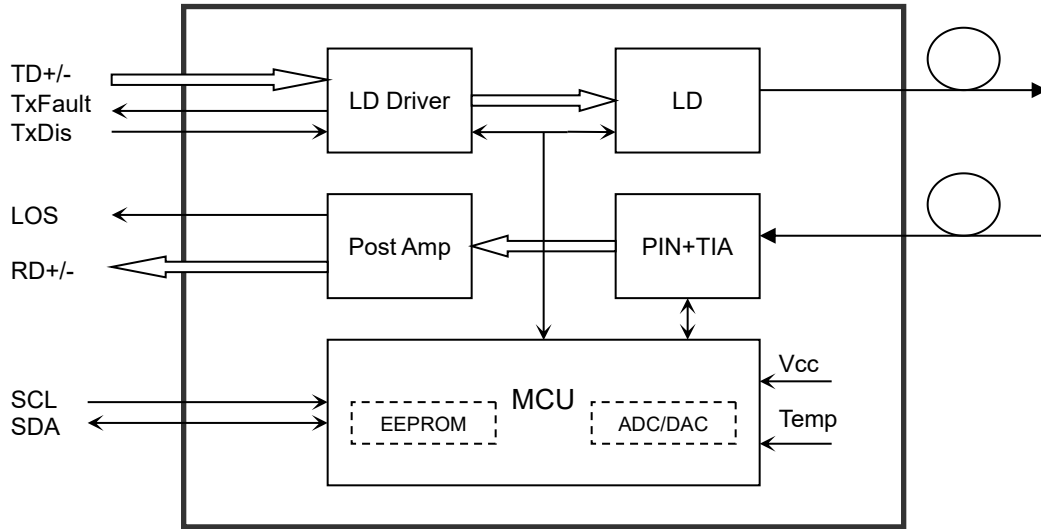 TD+/-
LD Driver
LD
TxFault
TxDis
LOS
Post Amp
PIN+TIA
RD+/-
Vcc
SCL
MCU
SDA
EEPROM
ADC/DAC
Temp